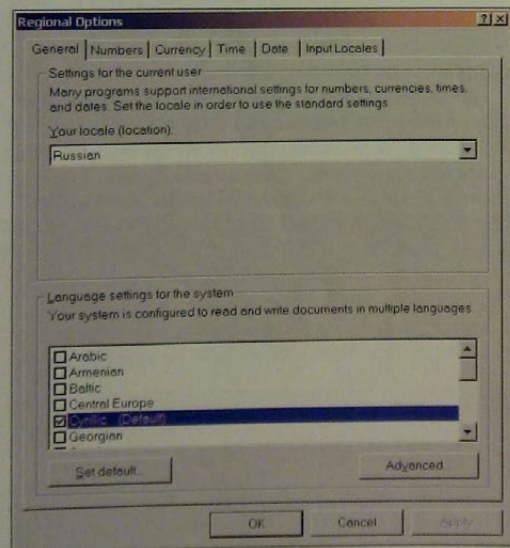 Regional Options
General Numbers Currency Time Date Input Locales
Settings for the current user
Many programs support international settings for numbers, currencies, times,
and dates. Set the locale in order to use the standard settings
Your locale (location):
Russian
Language settings for the system
Your system is configured to read and write documents in multiple languages.
Arabic
Armenian
Baltic
Central Europe
Cyrillic (Default)
Georgian
Set default...
Advanced...
OK Cancel Apply